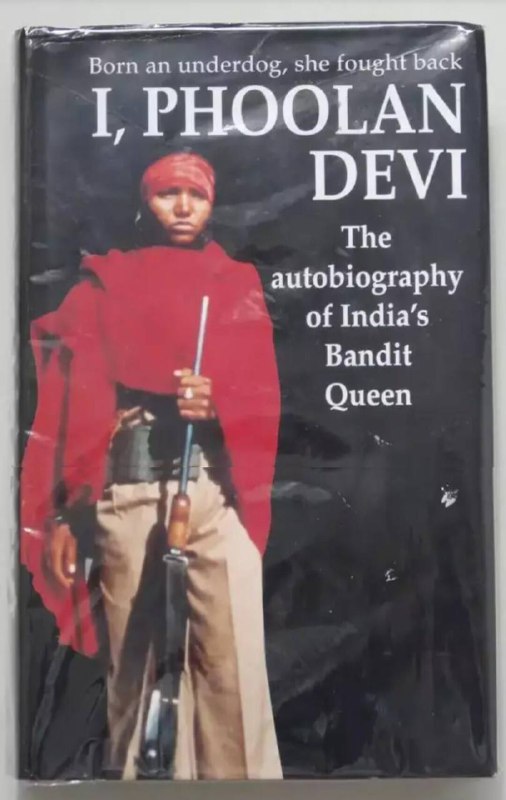 Born an underdog, she fought back
I, PHOOLAN
DEVI
The
autobiography
of India's
Bandit
Queen